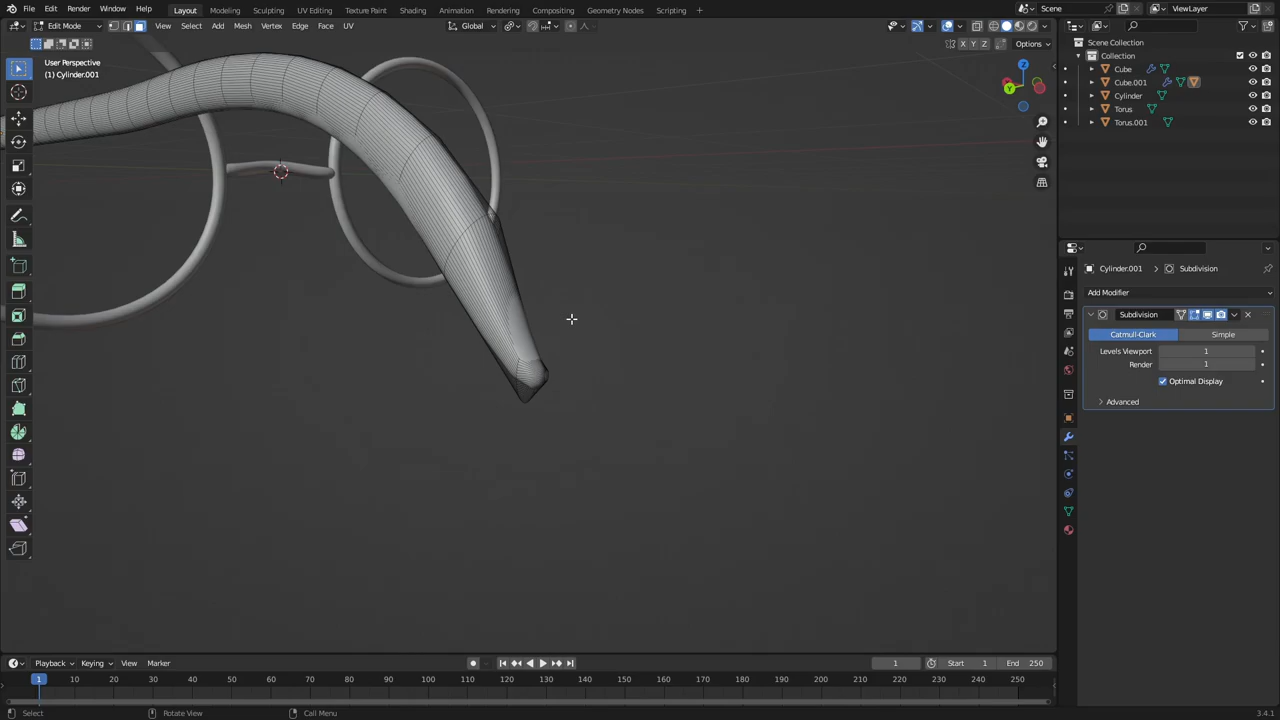 File Edit Render Window Help Layout Modeling Sculpting UV Editing Texture Paint Shading Animation Rendering Compositing Geometry Nodes Scripting + Scene ViewLayer
Edit Mode View Select Add Mesh Vertex Edge Face UV Global
X Y Z Options
User Perspective
(1) Cylinder.001
Z
Y
Scene Collection
Collection
Cube
Cube.001
Cylinder
Torus
Torus.001
Cylinder.001 > Subdivision
Add Modifier
Subdivision
Catmull-Clark Simple
Levels Viewport 1
Render 1
Optimal Display
Advanced
Playback Keying View Marker 1 Start 1 End 250
1 10 20 30 40 50 60 70 80 90 100 110 120 130 140 150 160 170 180 190 200 210 220 230 240 250
Select Rotate View Call Menu 3.4.1